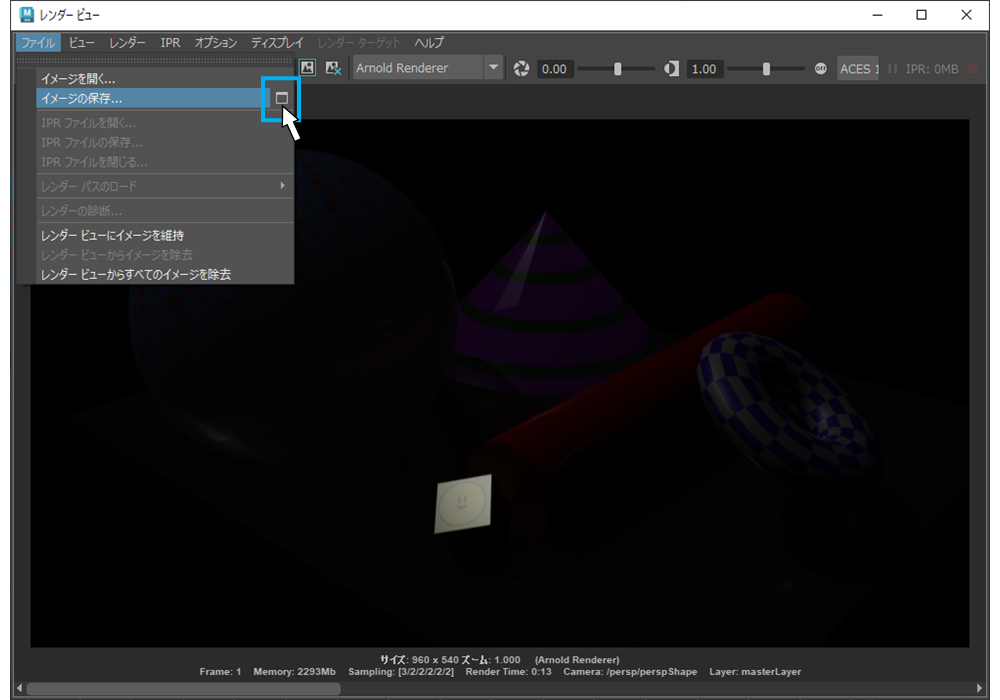 レンダー ビュー
ファイル ビュー レンダー IPR オプション ディスプレイ レンダー ターゲット ヘルプ
Arnold Renderer 0.00 1.00 OFF ACES 1 IPR: 0MB
イメージを開く...
イメージの保存...
IPR ファイルを開く...
IPR ファイルの保存...
IPR ファイルを閉じる...
レンダー パスのロード
レンダーの診断...
レンダー ビューにイメージを維持
レンダー ビューからイメージを除去
レンダー ビューからすべてのイメージを除去
サイズ: 960 x 540 ズーム: 1.000 (Arnold Renderer)
Frame: 1 Memory: 2293Mb Sampling: [3/2/2/2/2/2] Render Time: 0:13 Camera: /persp/perspShape Layer: masterLayer